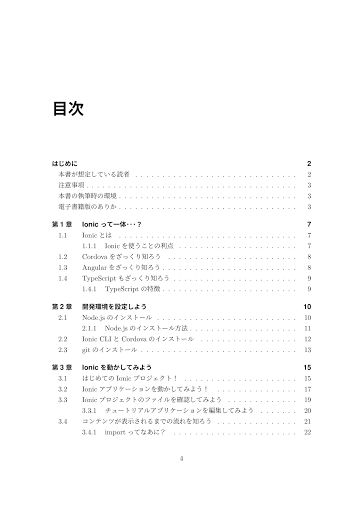 目次
はじめに 2
本書が想定している読者 . . . . . . . . . . . . . . . . . . . . . . . . . . . . . . 2
注意事項 . . . . . . . . . . . . . . . . . . . . . . . . . . . . . . . . . . . . . . 3
本書の執筆時の環境 . . . . . . . . . . . . . . . . . . . . . . . . . . . . . . . . 3
電子書籍版のありか . . . . . . . . . . . . . . . . . . . . . . . . . . . . . . . . 3
第 1 章 Ionic って一体・・・? 7
1.1 Ionic とは . . . . . . . . . . . . . . . . . . . . . . . . . . . . . . . . . 7
1.1.1 Ionic を使うことの利点 . . . . . . . . . . . . . . . . . . . . . . 7
1.2 Cordova をざっくり知ろう . . . . . . . . . . . . . . . . . . . . . . . . 8
1.3 Angular をざっくり知ろう . . . . . . . . . . . . . . . . . . . . . . . . 8
1.4 TypeScript もざっくり知ろう . . . . . . . . . . . . . . . . . . . . . . 9
1.4.1 TypeScript の特徴 . . . . . . . . . . . . . . . . . . . . . . . . . 9
第 2 章 開発環境を設定しよう 10
2.1 Node.js のインストール . . . . . . . . . . . . . . . . . . . . . . . . . 10
2.1.1 Node.js のインストール方法 . . . . . . . . . . . . . . . . . . . 11
2.2 Ionic CLI と Cordova のインストール . . . . . . . . . . . . . . . . . 12
2.3 git のインストール . . . . . . . . . . . . . . . . . . . . . . . . . . . . 13
第 3 章 Ionic を動かしてみよう 15
3.1 はじめての Ionic プロジェクト! . . . . . . . . . . . . . . . . . . . . 15
3.2 Ionic アプリケーションを動かしてみよう! . . . . . . . . . . . . . . 17
3.3 Ionic プロジェクトのファイルを確認してみよう . . . . . . . . . . . . 19
3.3.1 チュートリアルアプリケーションを編集してみよう . . . . . . . 20
3.4 コンテンツが表示されるまでの流れを知ろう . . . . . . . . . . . . . . 21
3.4.1 import ってなあに? . . . . . . . . . . . . . . . . . . . . . . . 22
4